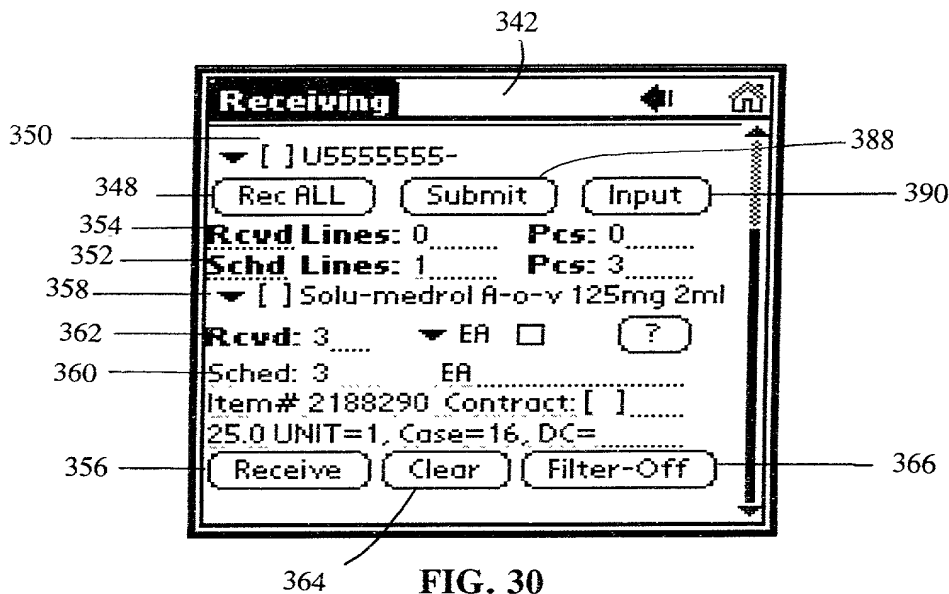 342
Receiving
350
[ ] U5555555-
388
348
Rec ALL Submit Input
390
354
Rcvd Lines: 0 Pcs: 0
352
Schd Lines: 1 Pcs: 3
358
[ ] Solu-medrol A-o-v 125mg 2ml
362
Rcvd: 3 EA ?
360
Sched: 3 EA
Item# 2188290 Contract: [ ]
25.0 UNIT=1, Case=16, DC=
356
Receive Clear Filter-Off
366
364
FIG. 30